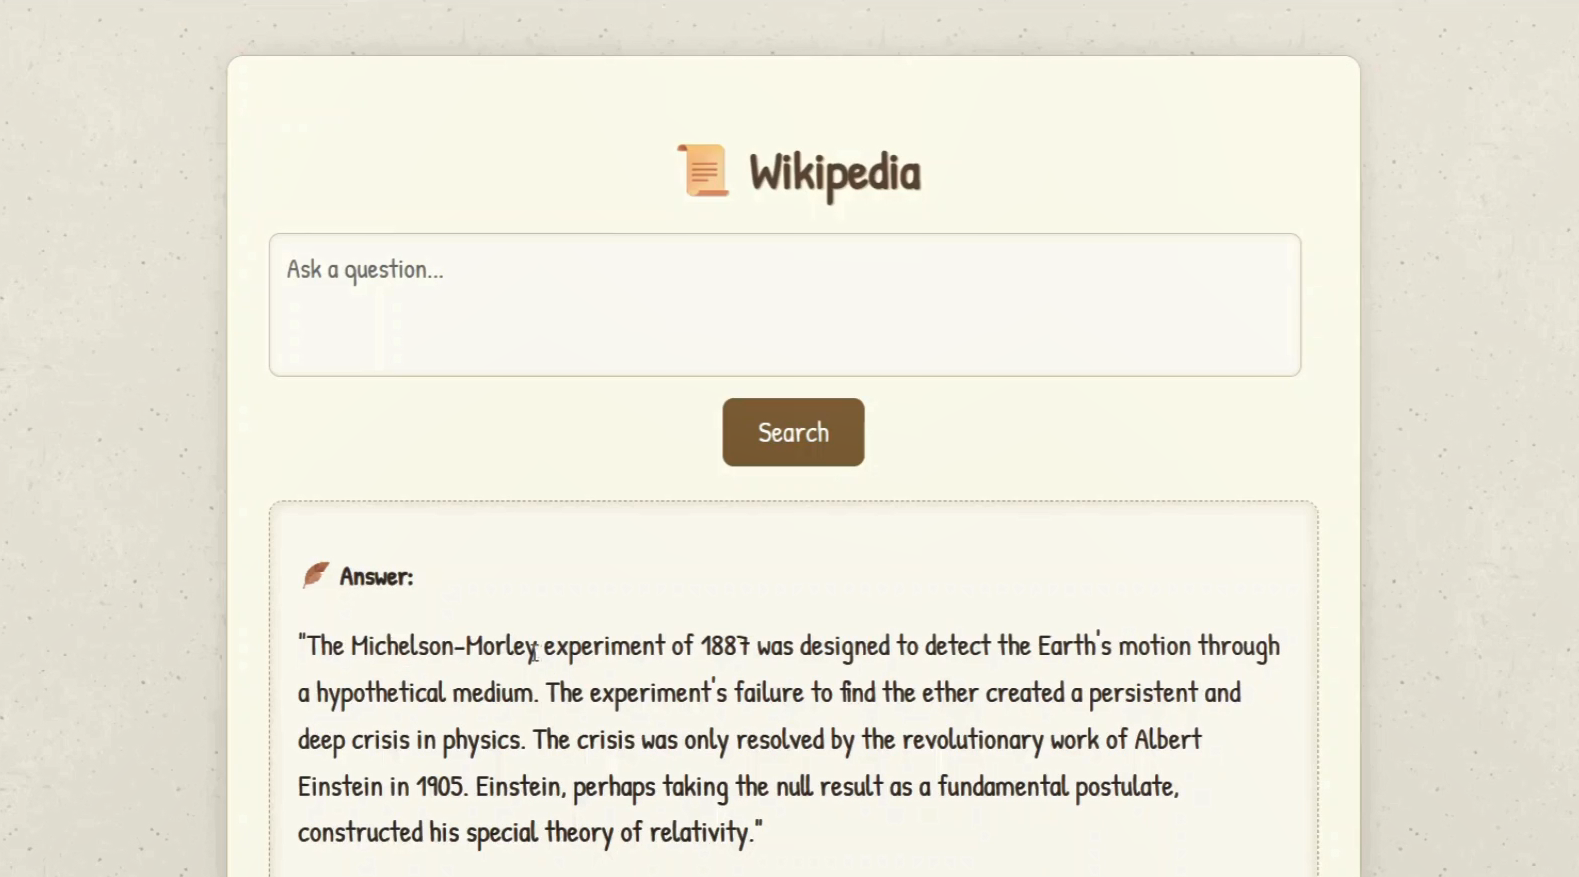 Wikipedia
Ask a question...
Search
Answer:
"The Michelson-Morley experiment of 1887 was designed to detect the Earth's motion through
a hypothetical medium. The experiment's failure to find the ether created a persistent and
deep crisis in physics. The crisis was only resolved by the revolutionary work of Albert
Einstein in 1905. Einstein, perhaps taking the null result as a fundamental postulate,
constructed his special theory of relativity."